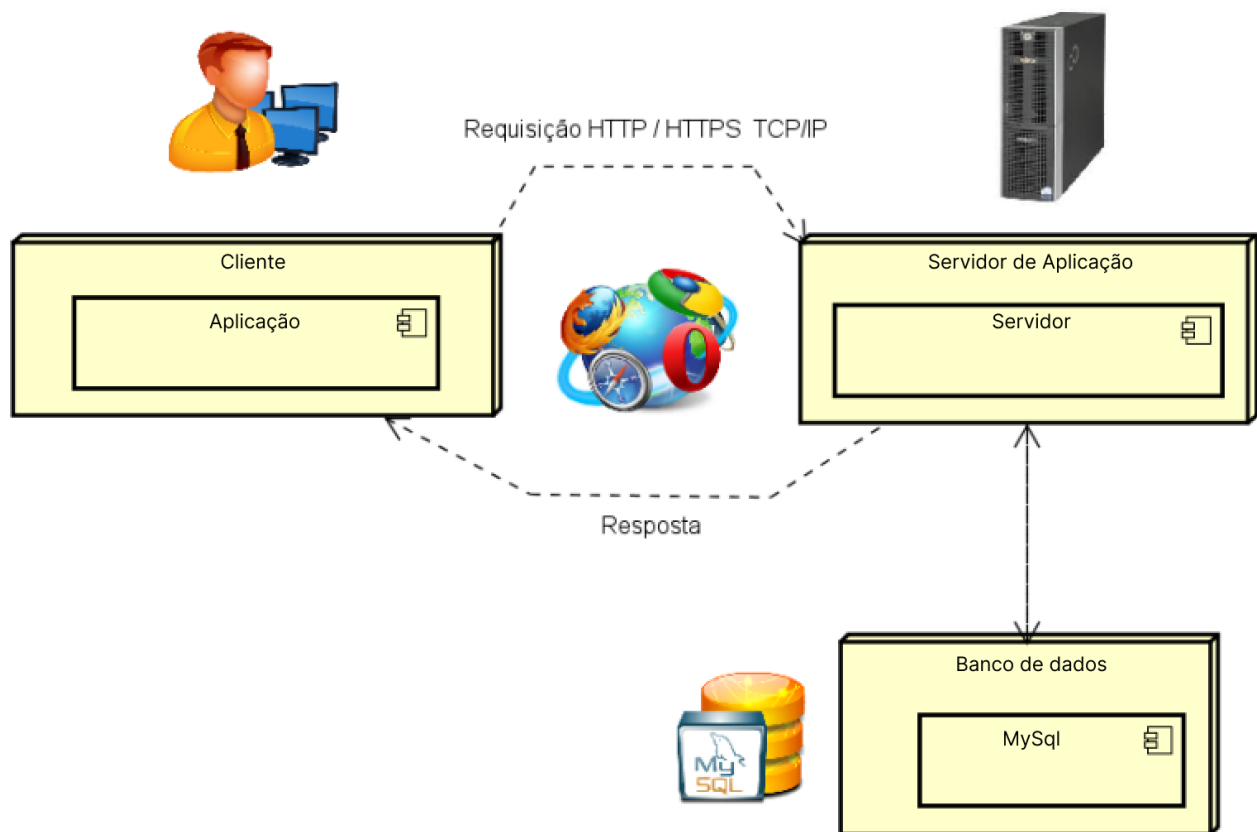 Requisição HTTP / HTTPS TCP/IP
Cliente
Aplicação
Servidor de Aplicação
Servidor
Resposta
Banco de dados
MySql
My
SQL